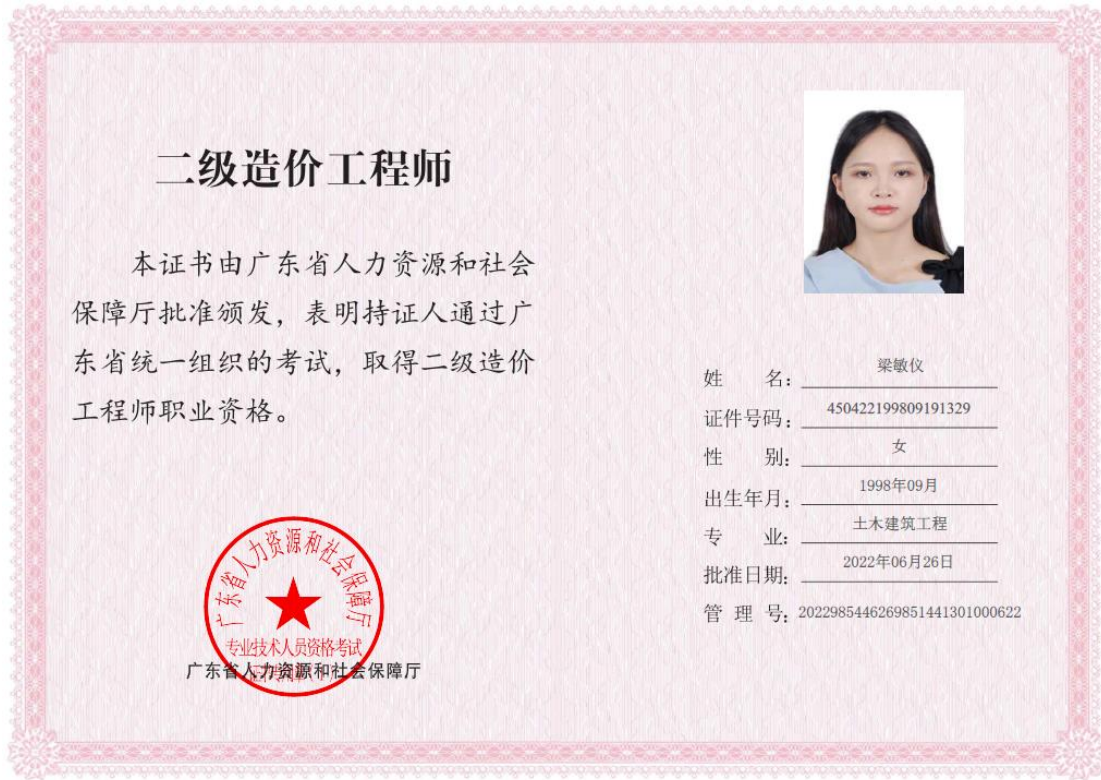 二级造价工程师
本证书由广东省人力资源和社会
保障厅批准颁发，表明持证人通过广
东省统一组织的考试，取得二级造价
工程师职业资格。
广东省人力资源和社会保障厅
专业技术人员资格考试
广东省人力资源和社会保障厅
姓 名：梁敏仪
证件号码：450422199809191329
性 别：女
出生年月：1998年09月
专 业：土木建筑工程
批准日期：2022年06月26日
管 理 号：2022985446269851441301000622